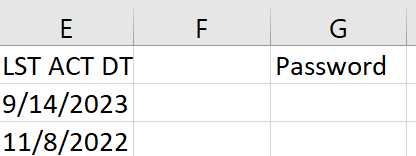 E F G
LST ACT DT Password
9/14/2023
11/8/2022